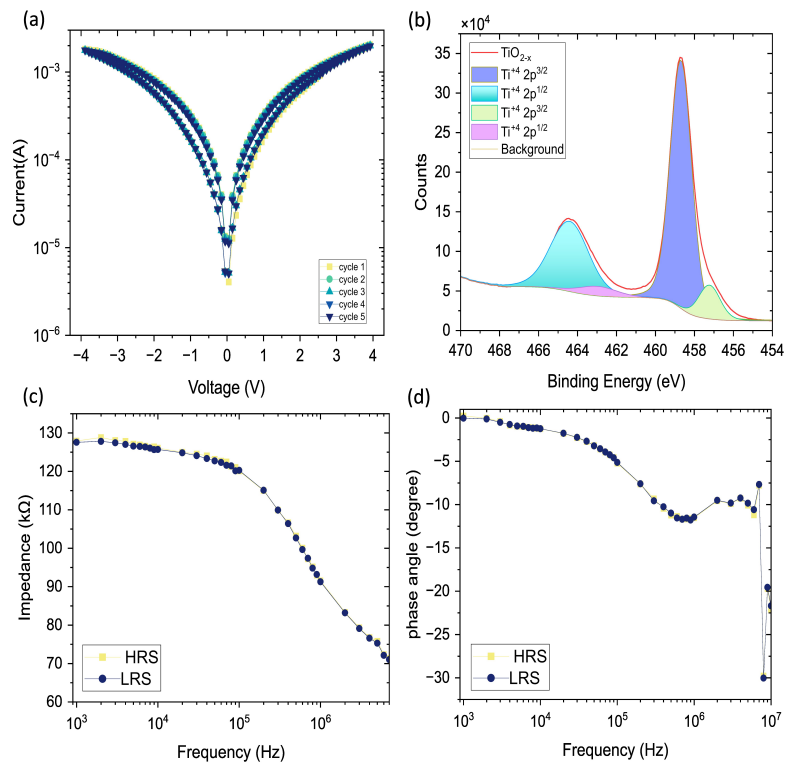 (a)
10⁻³
10⁻⁴
10⁻⁵
10⁻⁶
Current(A)
cycle 1
cycle 2
cycle 3
cycle 4
cycle 5
−4 −3 −2 −1 0 1 2 3 4
Voltage (V)
(b)
×10⁴
35
30
25
20
15
10
5
0
Counts
TiO₂₋ₓ
Ti⁺⁴ 2p³/²
Ti⁺⁴ 2p¹/²
Ti⁺⁴ 2p³/²
Ti⁺⁴ 2p¹/²
Background
470 468 466 464 462 460 458 456 454
Binding Energy (eV)
(c)
130
120
110
100
90
80
70
60
Impedance (kΩ)
HRS
LRS
10³ 10⁴ 10⁵ 10⁶
Frequency (Hz)
(d)
0
−5
−10
−15
−20
−25
−30
phase angle (degree)
HRS
LRS
10³ 10⁴ 10⁵ 10⁶ 10⁷
Frequency (Hz)